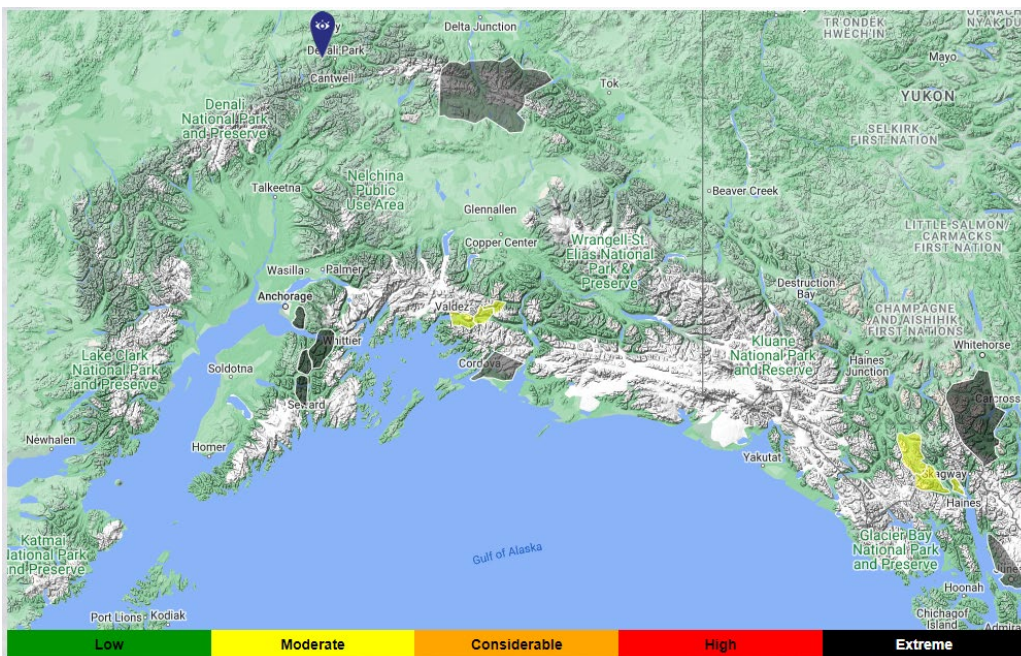 TR'ONDËK
HWËCH'IN
Delta Junction
Mayo
Denali Park
Cantwell
Tok
YUKON
Denali
National Park
and Preserve
SELKIRK
FIRST NATION
Nelchina
Public
Use Area
Talkeetna
Beaver Creek
Glennallen
LITTLE SALMON/
CARMACKS
FIRST NATION
Copper Center
Wrangell-St.
Elias National
Park &
Preserve
Wasilla
Palmer
Destruction
Bay
Anchorage
Valdez
CHAMPAGNE
AND AISHIHIK
FIRST NATIONS
Whittier
Kluane
National Park
and Reserve
Whitehorse
Lake Clark
National Park
and Preserve
Soldotna
Cordova
Haines
Junction
Carcross
Seward
Newhalen
Homer
Yakutat
Skagway
Haines
Katmai
National Park
and Preserve
Gulf of Alaska
Glacier Bay
National Park
and Preserve
Hoonah
Port Lions
Kodiak
Chichagof
Island
Low
Moderate
Considerable
High
Extreme